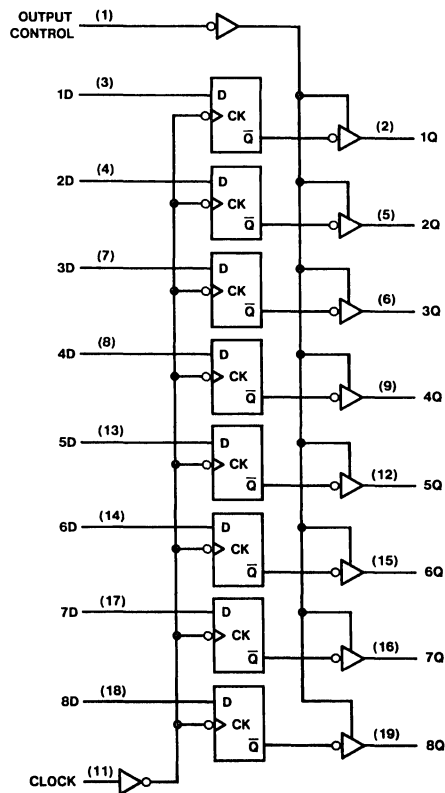 OUTPUT CONTROL (1)
1D (3) D
CK
Q̅ (2) 1Q
2D (4) D
CK
Q̅ (5) 2Q
3D (7) D
CK
Q̅ (6) 3Q
4D (8) D
CK
Q̅ (9) 4Q
5D (13) D
CK
Q̅ (12) 5Q
6D (14) D
CK
Q̅ (15) 6Q
7D (17) D
CK
Q̅ (16) 7Q
8D (18) D
CK
Q̅ (19) 8Q
CLOCK (11)